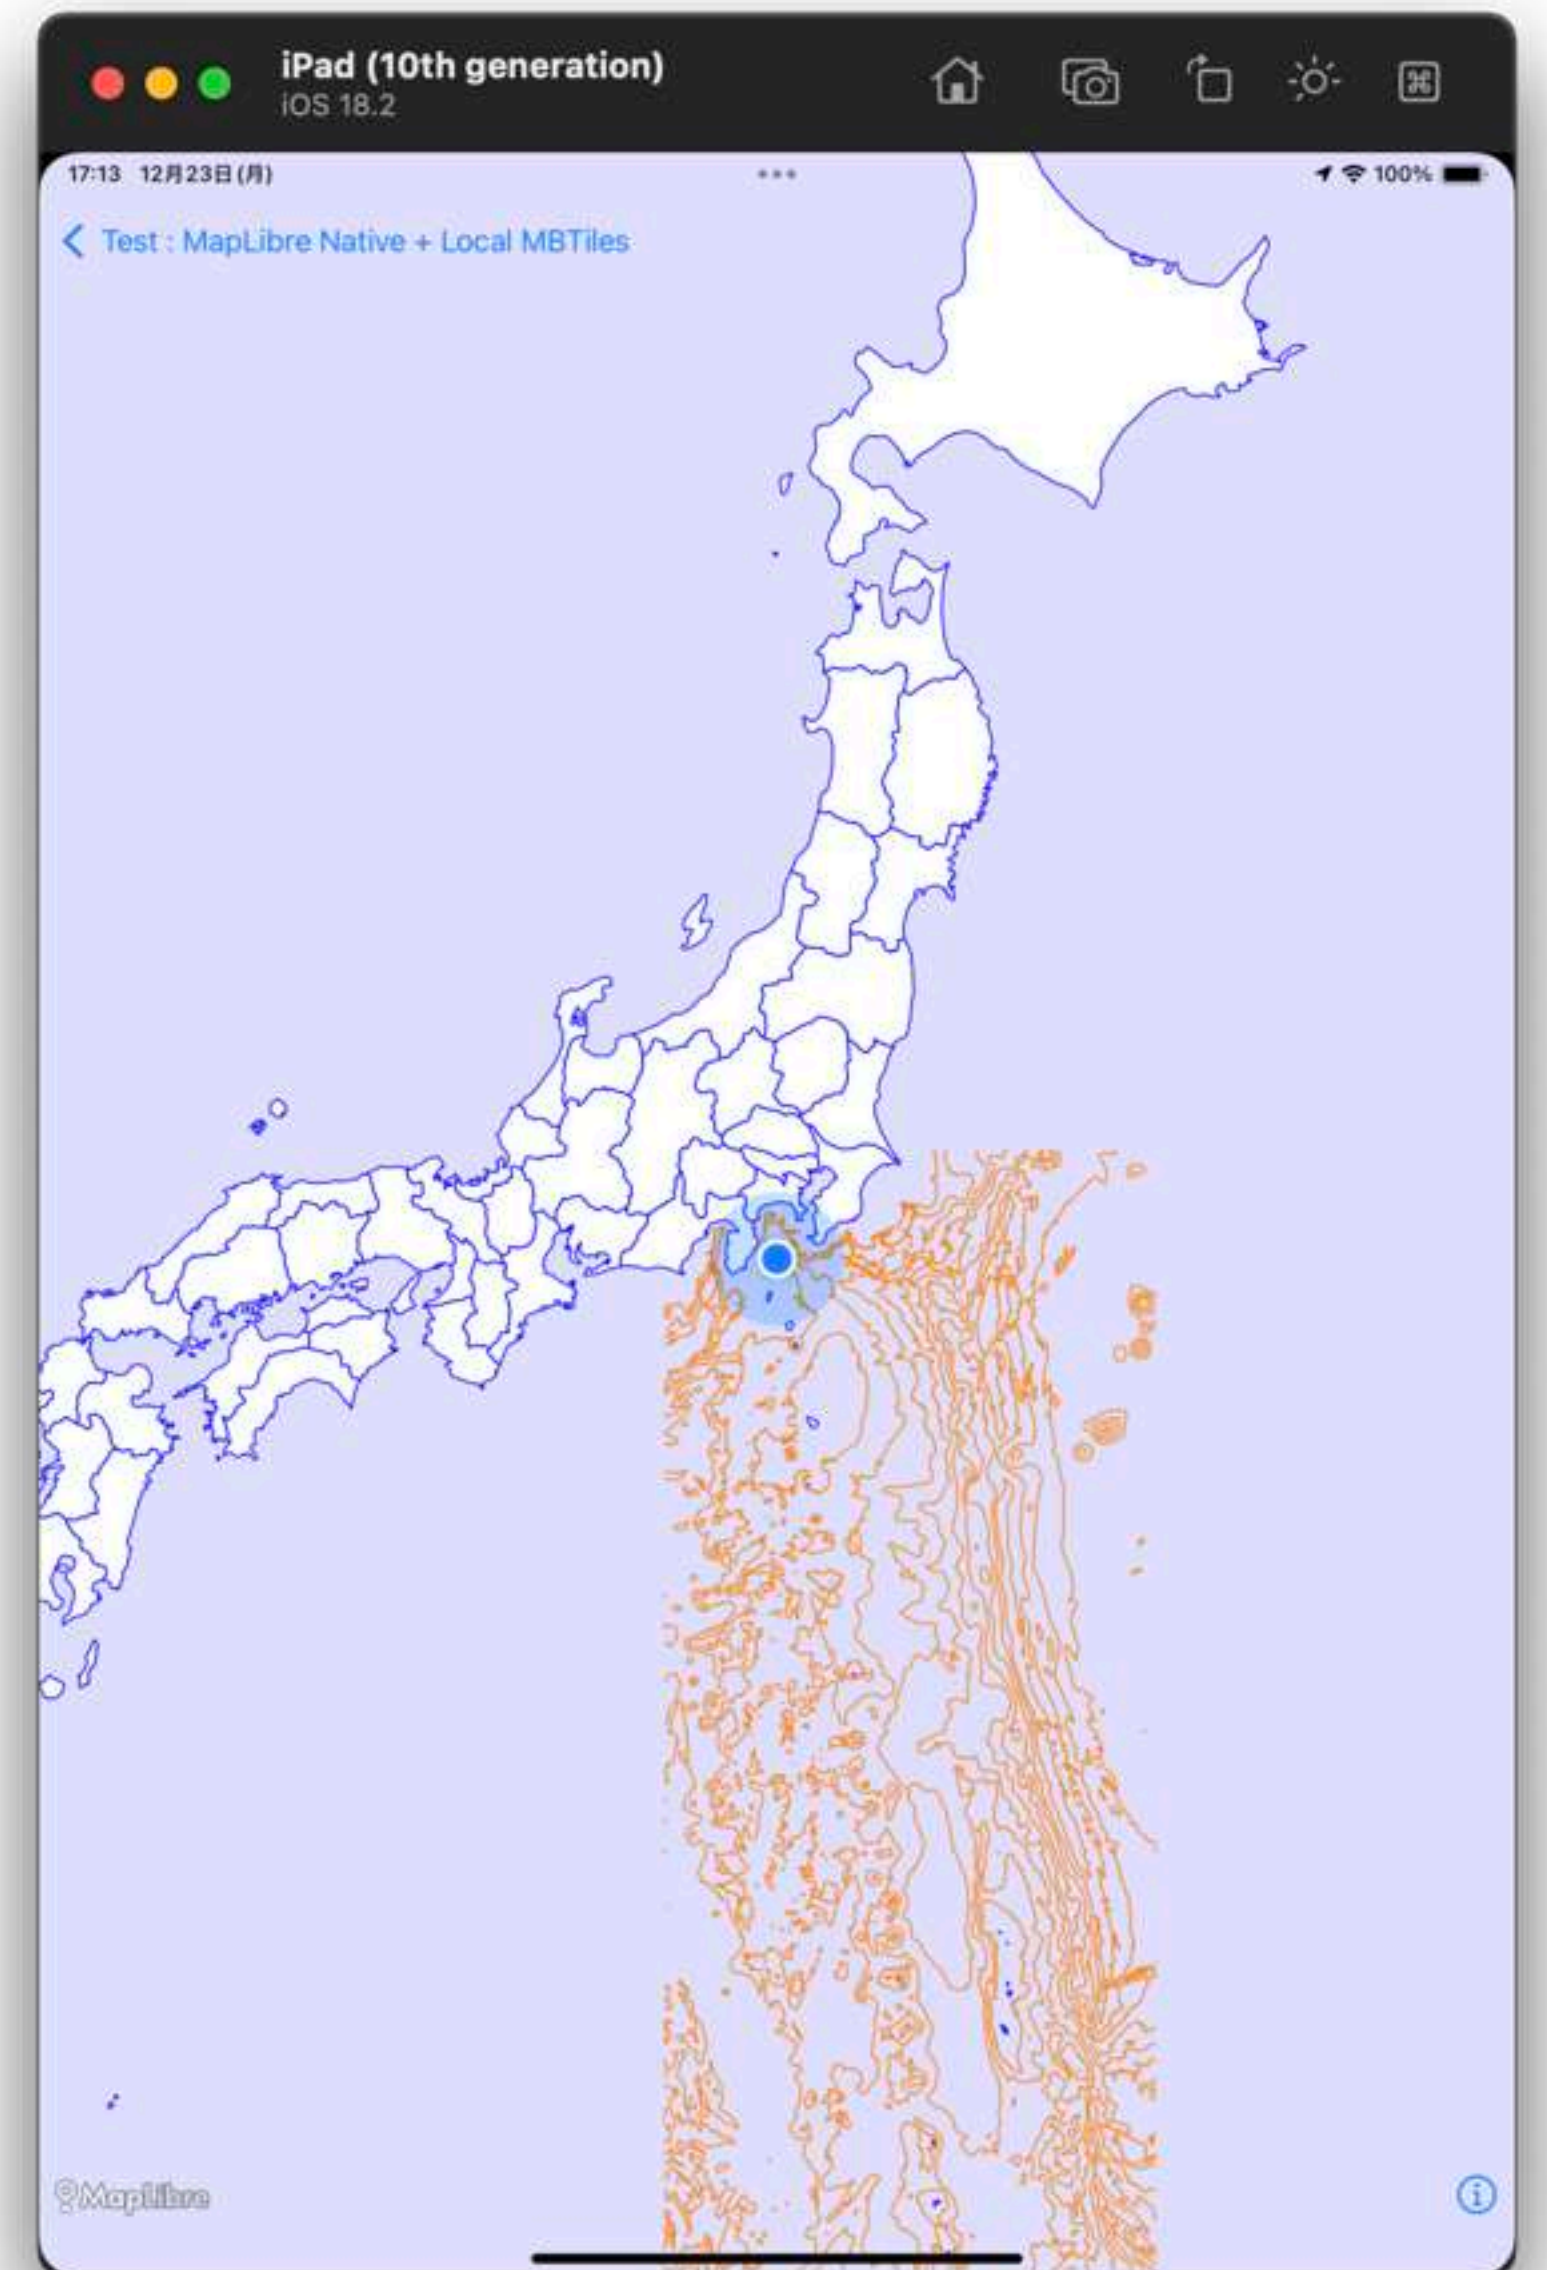 iPad (10th generation)
iOS 18.2
17:13 12月23日(月)
100%
Test : MapLibre Native + Local MBTiles
MapLibre